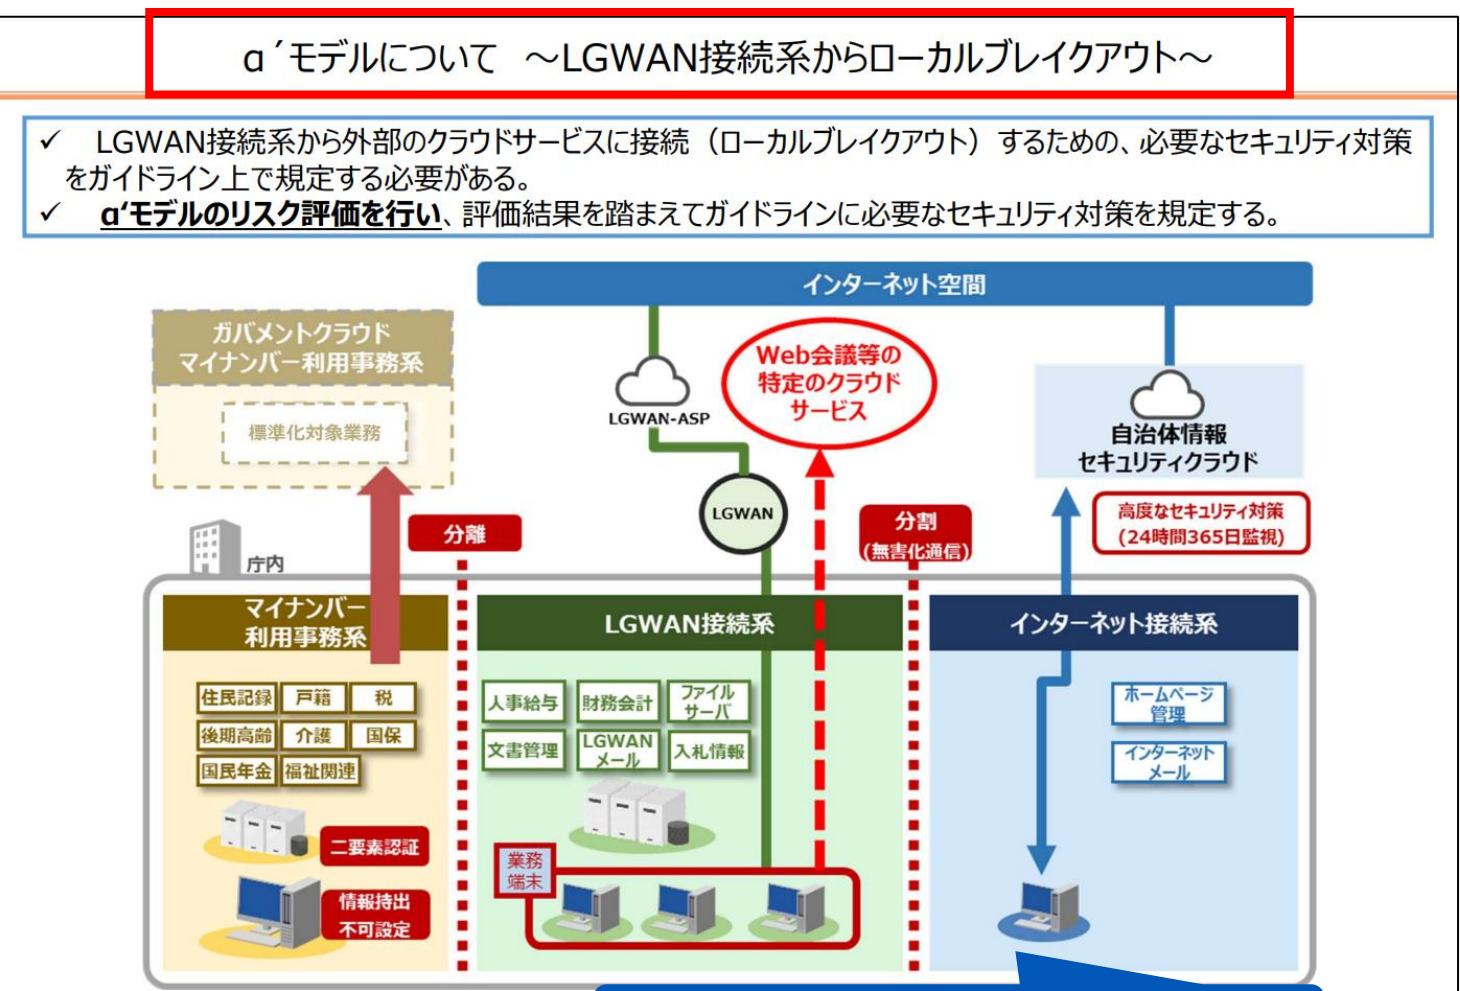 α´モデルについて ~LGWAN接続系からローカルブレイクアウト~
✓ LGWAN接続系から外部のクラウドサービスに接続（ローカルブレイクアウト）するための、必要なセキュリティ対策
をガイドライン上で規定する必要がある。
✓ α‘モデルのリスク評価を行い、評価結果を踏まえてガイドラインに必要なセキュリティ対策を規定する。
インターネット空間
ガバメントクラウド
マイナンバー利用事務系
標準化対象業務
LGWAN-ASP
Web会議等の
特定のクラウド
サービス
自治体情報
セキュリティクラウド
LGWAN
分離
分割
(無害化通信)
高度なセキュリティ対策
(24時間365日監視)
庁内
マイナンバー
利用事務系
住民記録
戸籍
税
後期高齢
介護
国保
国民年金
福祉関連
二要素認証
情報持出
不可設定
LGWAN接続系
人事給与
財務会計
ファイル
サーバ
文書管理
LGWAN
メール
入札情報
業務
端末
インターネット接続系
ホームページ
管理
インターネット
メール